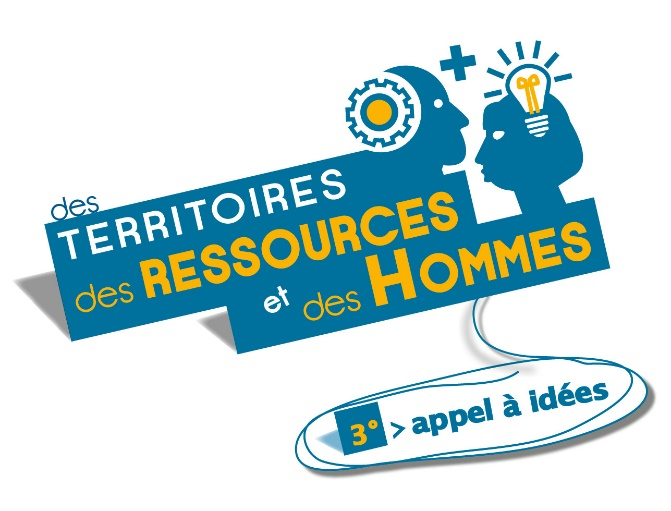 des
TERRITOIRES
des RESSOURCES
et des HOMMES
3° > appel à idées